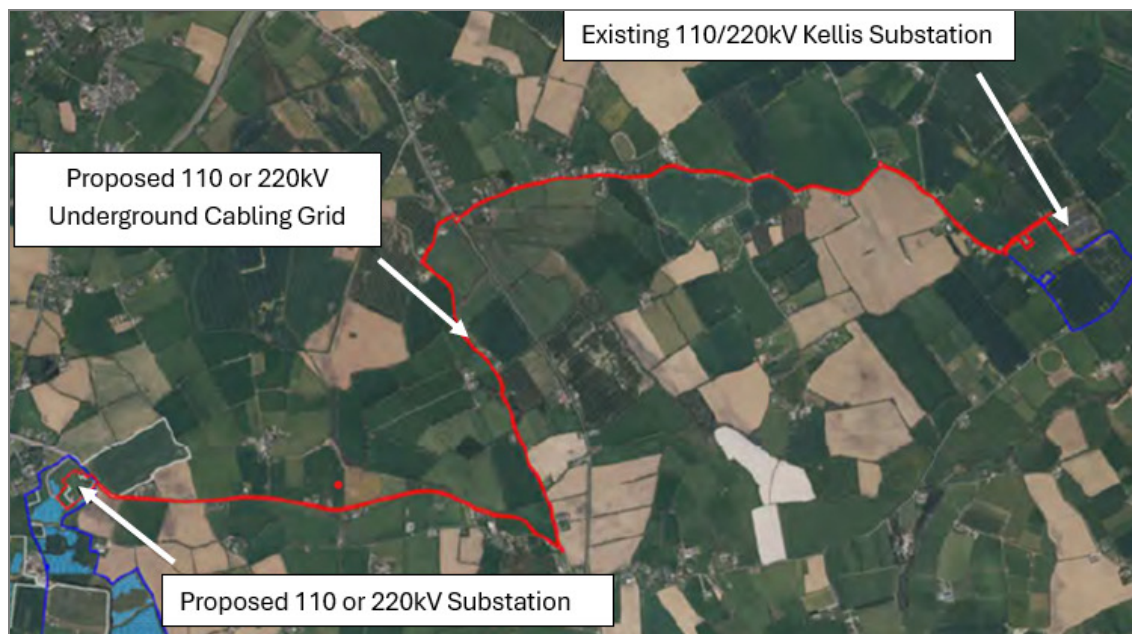 Existing 110/220kV Kellis Substation
Proposed 110 or 220kV
Underground Cabling Grid
Proposed 110 or 220kV Substation